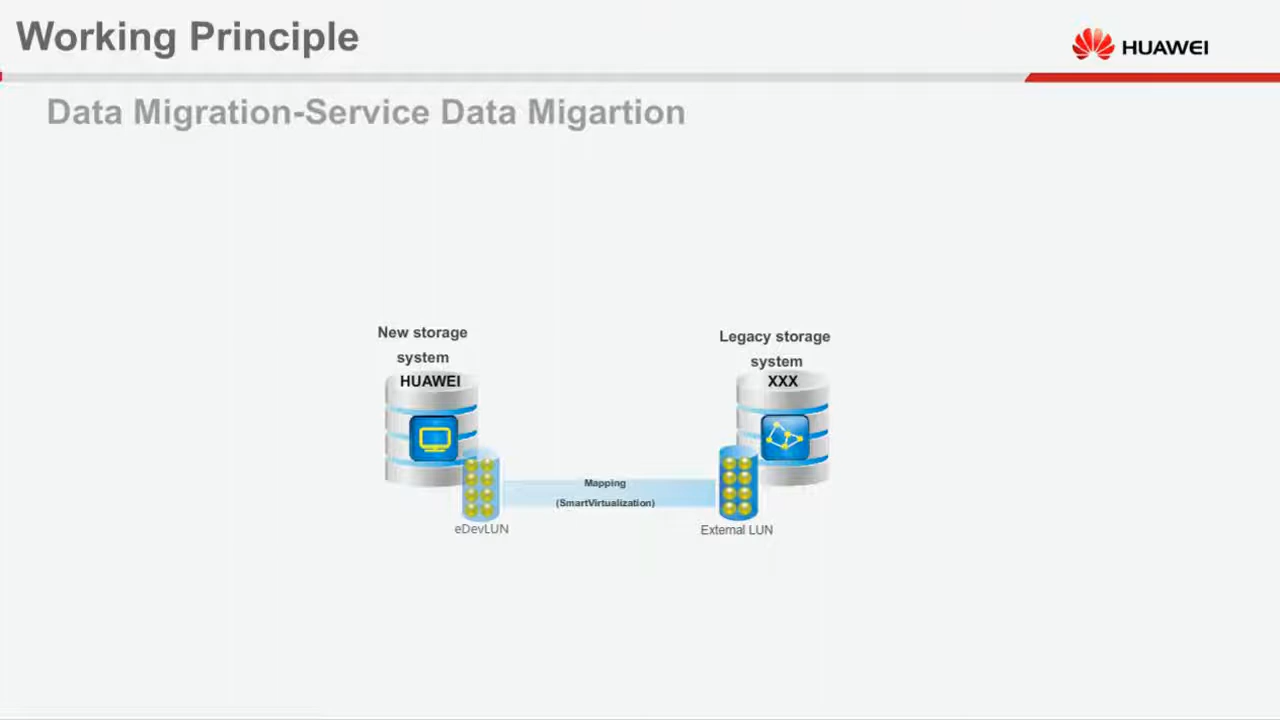 Working Principle
HUAWEI
Data Migration-Service Data Migartion
New storage
system
HUAWEI
Legacy storage
system
XXX
Mapping
(SmartVirtualization)
eDevLUN
External LUN